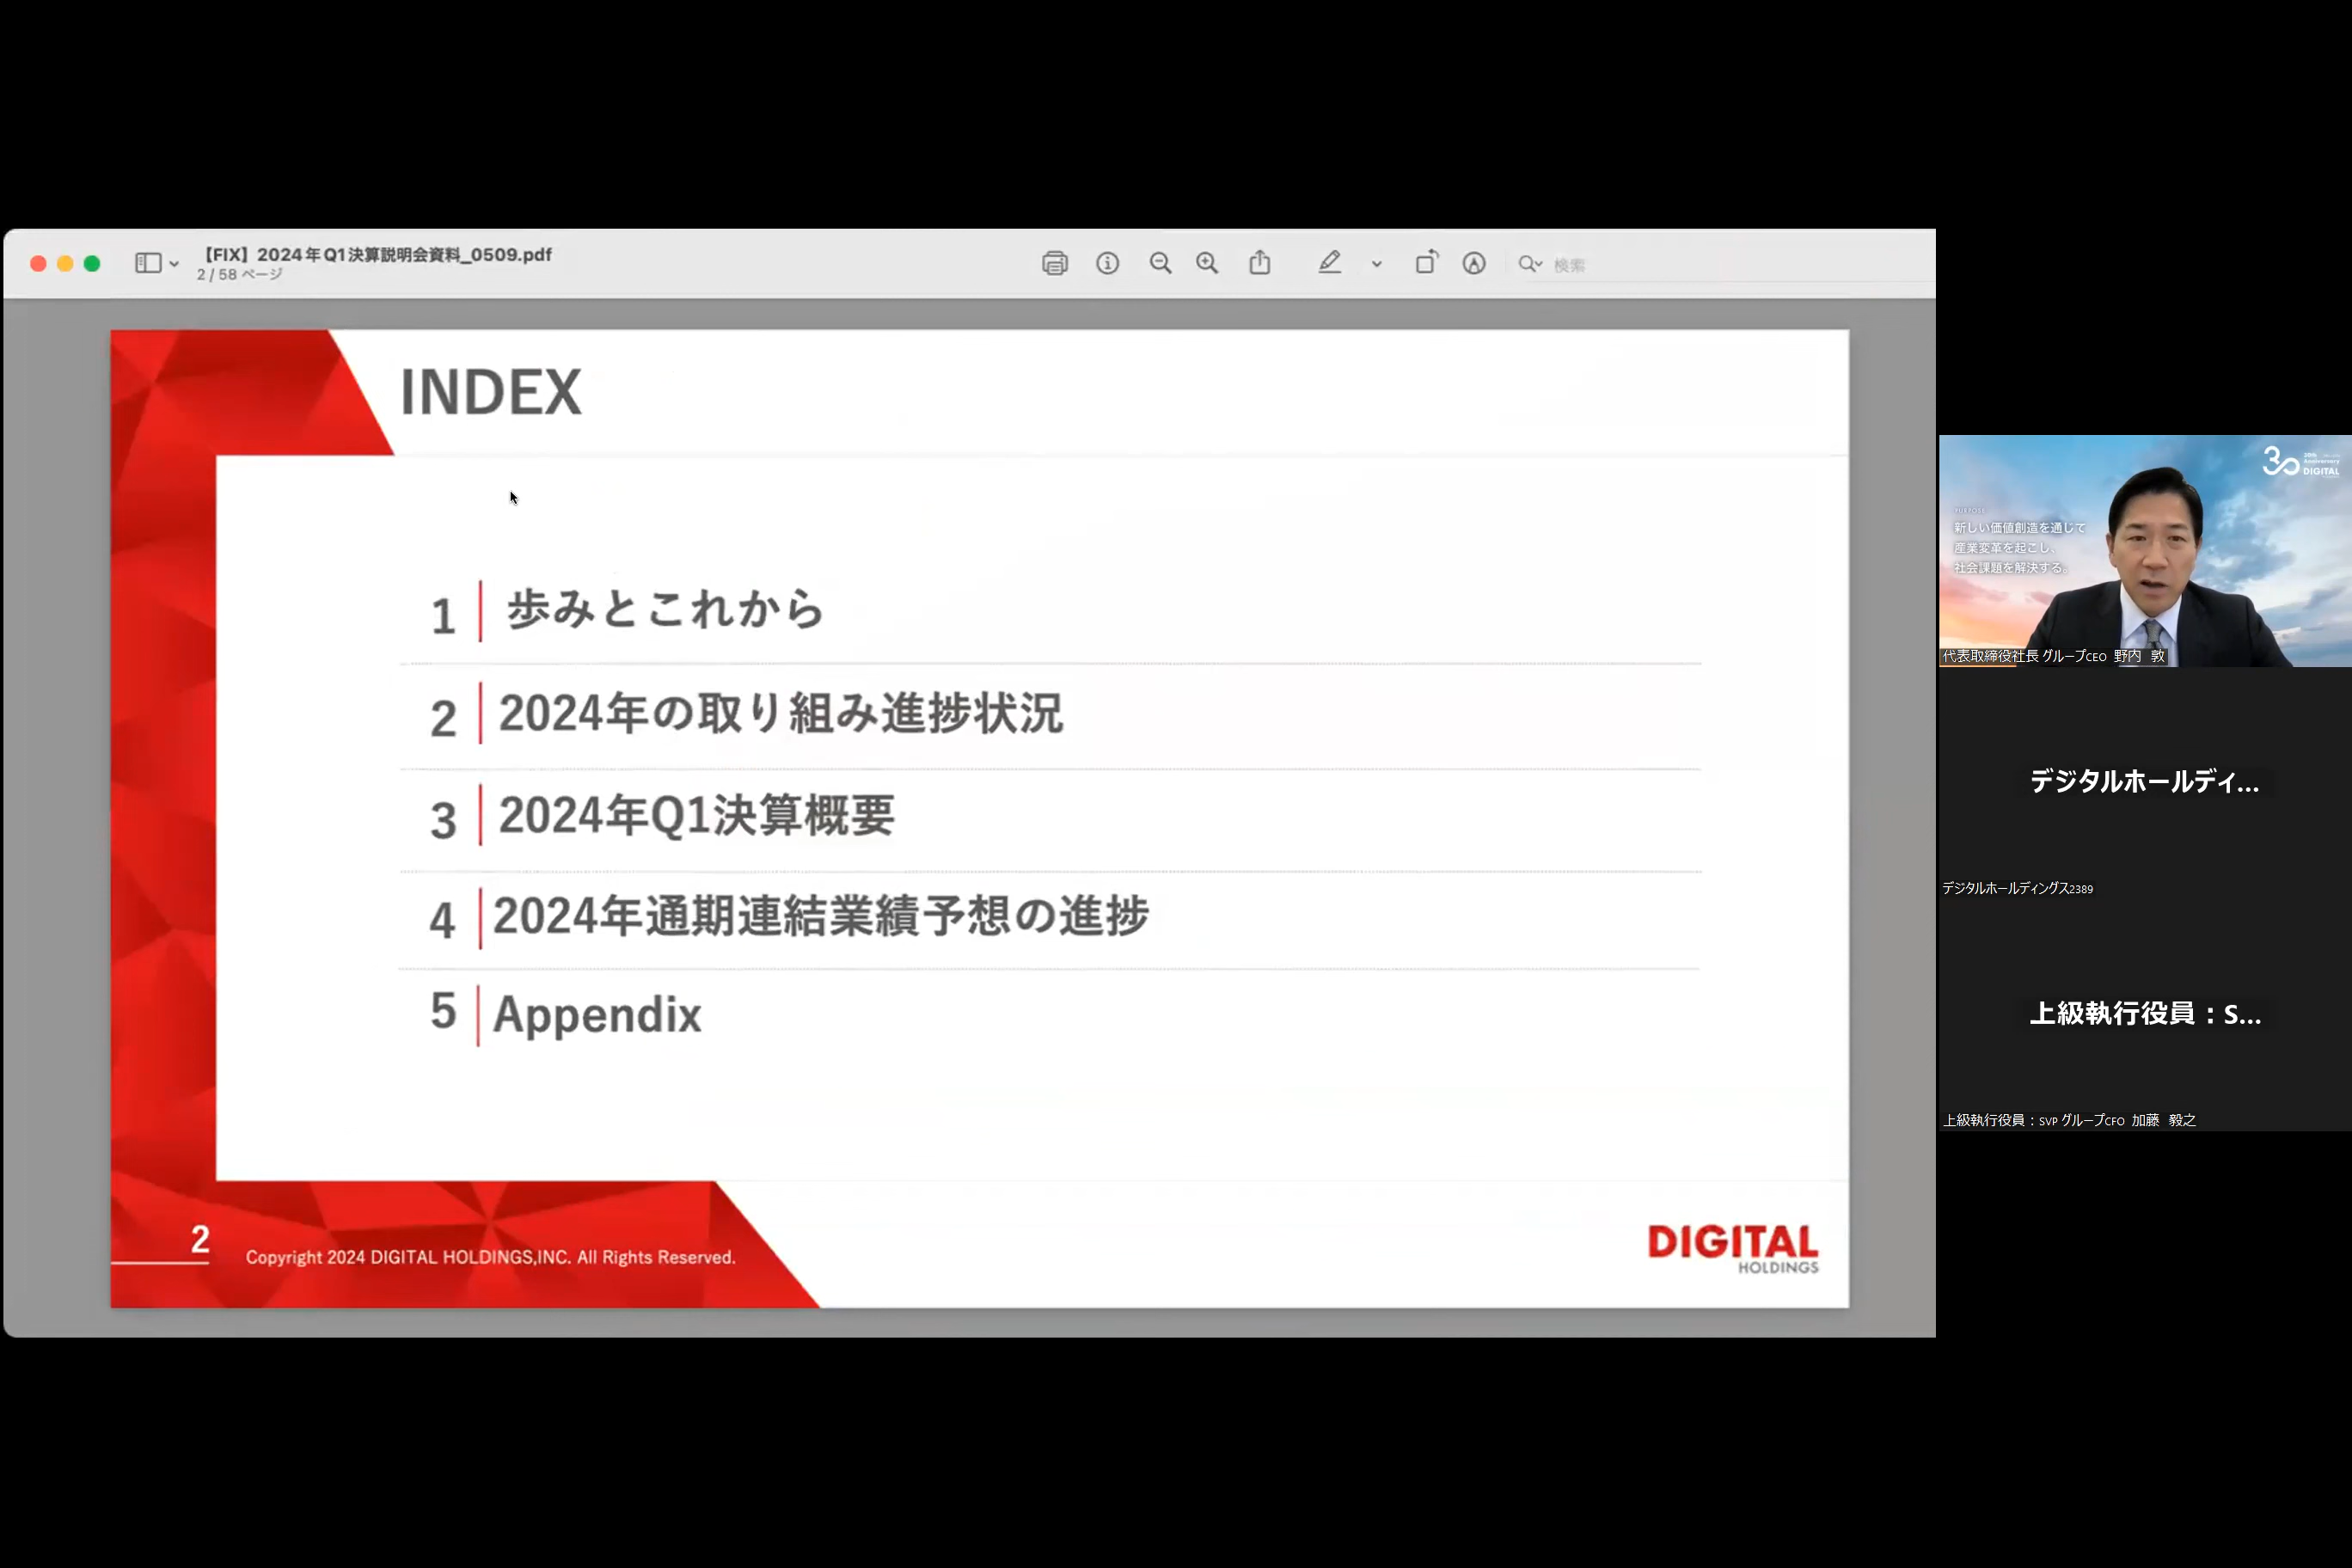 【FIX】2024年Q1決算説明会資料_0509.pdf
2 / 58 ページ
検索
INDEX
1 歩みとこれから
2 2024年の取り組み進捗状況
3 2024年Q1決算概要
4 2024年通期連結業績予想の進捗
5 Appendix
2
Copyright 2024 DIGITAL HOLDINGS,INC. All Rights Reserved.
DIGITAL
HOLDINGS
30
DIGITAL
新しい価値創造を通じて
産業変革を起こし、
社会課題を解決する。
代表取締役社長 グループCEO 野内 敦
デジタルホールディ...
デジタルホールディングス2389
上級執行役員：S...
上級執行役員：SVP グループCFO 加藤 毅之